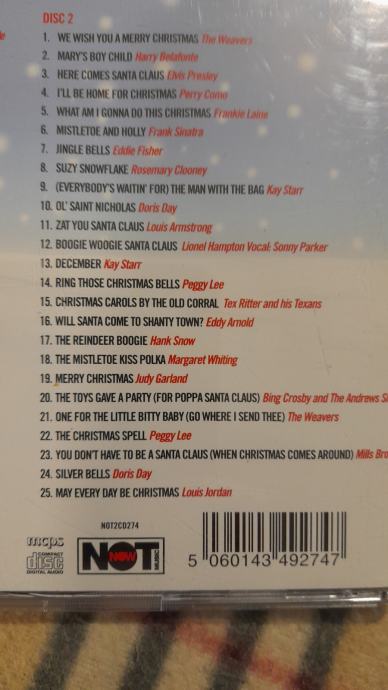 DISC 2
1. WE WISH YOU A MERRY CHRISTMAS The Weavers
2. MARY'S BOY CHILD Harry Belafonte
3. HERE COMES SANTA CLAUS Elvis Presley
4. I'LL BE HOME FOR CHRISTMAS Perry Como
5. WHAT AM I GONNA DO THIS CHRISTMAS Frankie Laine
6. MISTLETOE AND HOLLY Frank Sinatra
7. JINGLE BELLS Eddie Fisher
8. SUZY SNOWFLAKE Rosemary Clooney
9. (EVERYBODY'S WAITIN' FOR) THE MAN WITH THE BAG Kay Starr
10. OL' SAINT NICHOLAS Doris Day
11. ZAT YOU SANTA CLAUS Louis Armstrong
12. BOOGIE WOOGIE SANTA CLAUS Lionel Hampton Vocal: Sonny Parker
13. DECEMBER Kay Starr
14. RING THOSE CHRISTMAS BELLS Peggy Lee
15. CHRISTMAS CAROLS BY THE OLD CORRAL Tex Ritter and his Texans
16. WILL SANTA COME TO SHANTY TOWN? Eddy Arnold
17. THE REINDEER BOOGIE Hank Snow
18. THE MISTLETOE KISS POLKA Margaret Whiting
19. MERRY CHRISTMAS Judy Garland
20. THE TOYS GAVE A PARTY (FOR POPPA SANTA CLAUS) Bing Crosby and The Andrews S
21. ONE FOR THE LITTLE BITTY BABY (GO WHERE I SEND THEE) The Weavers
22. THE CHRISTMAS SPELL Peggy Lee
23. YOU DON'T HAVE TO BE A SANTA CLAUS (WHEN CHRISTMAS COMES AROUND) Mills Bro
24. SILVER BELLS Doris Day
25. MAY EVERY DAY BE CHRISTMAS Louis Jordan
NOT2CD274
mcps
COMPACT
disc
DIGITAL AUDIO
NOT NOW MUSIC
5 060143 492747